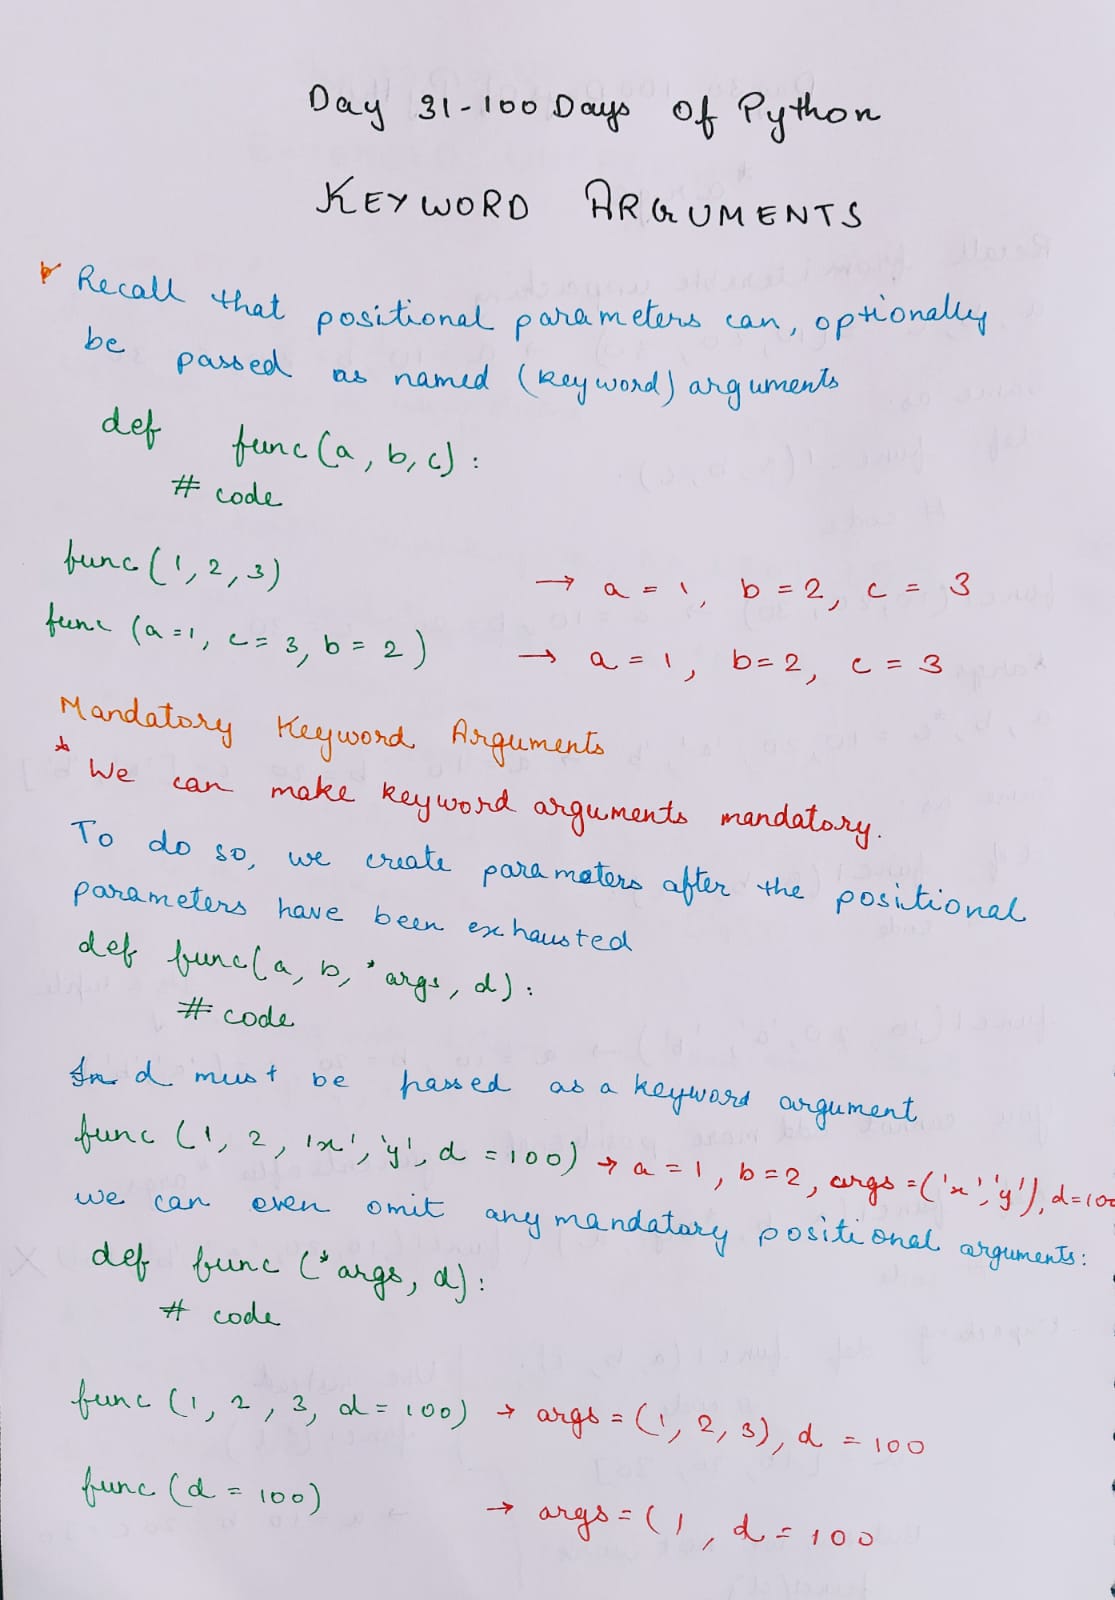 Day 31-100 Days of Python
KEYWORD ARGUMENTS
Recall that positional parameters can, optionally
be passed as named (keyword) arguments
def func(a, b, c):
# code
func(1, 2, 3) → a = 1, b = 2, c = 3
func (a=1, c = 3, b = 2) → a = 1, b = 2, c = 3
Mandatory Keyword Arguments
* We can make keyword arguments mandatory.
To do so, we create parameters after the positional
parameters have been exhausted
def func(a, b, *args, d):
# code
d must be passed as a keyword argument
func (1, 2, 'x', 'y', d = 100) → a = 1, b = 2, args = ('x', 'y'), d = 100
we can even omit any mandatory positional arguments:
def func (*args, d):
# code
func (1, 2, 3, d = 100) → args = (1, 2, 3), d = 100
func (d = 100) → args = (), d = 100